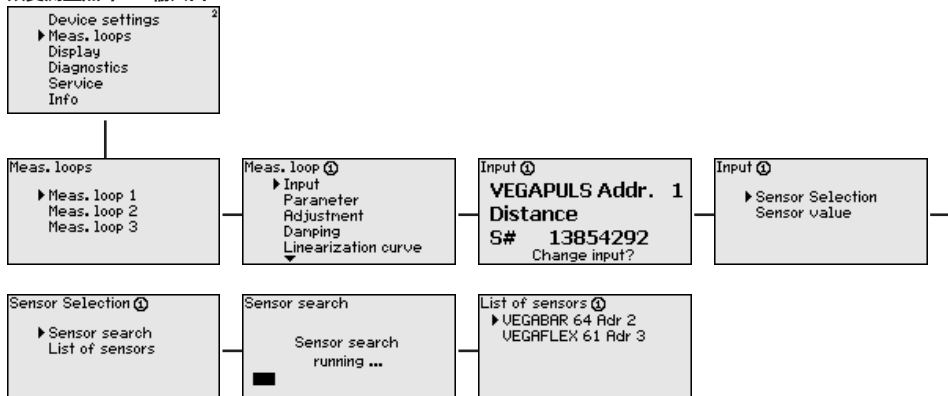 Device settings
2
Meas. loops
Display
Diagnostics
Service
Info
Meas. loops
Meas. loop 1
Meas. loop 2
Meas. loop 3
Meas. loop ①
Input
Parameter
Adjustment
Damping
Linearization curve
Input ①
VEGAPULS Addr. 1
Distance
S# 13854292
Change input?
Input ①
Sensor Selection
Sensor value
Sensor Selection ①
Sensor search
List of sensors
Sensor search
Sensor search
running ...
List of sensors ①
VEGABAR 64 Adr 2
VEGAFLEX 61 Adr 3